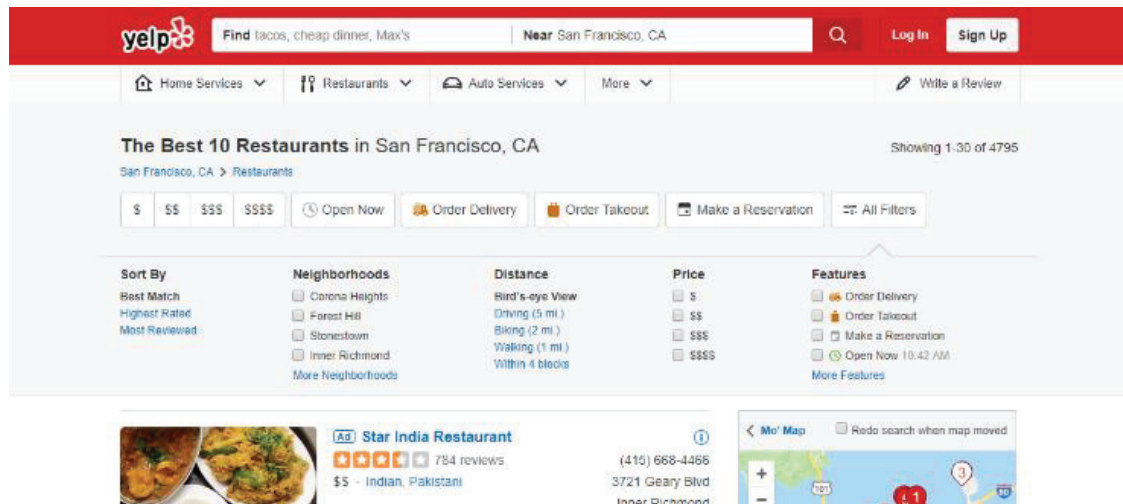 yelp Find tacos, cheap dinner, Max's Near San Francisco, CA Log In Sign Up
Home Services Restaurants Auto Services More Write a Review
The Best 10 Restaurants in San Francisco, CA Showing 1-30 of 4795
San Francisco, CA > Restaurants
$ $$ $$$ $$$$ Open Now Order Delivery Order Takeout Make a Reservation All Filters
Sort By
Best Match
Highest Rated
Most Reviewed
Neighborhoods
Corona Heights
Forest Hill
Stonestown
Inner Richmond
More Neighborhoods
Distance
Bird's-eye View
Driving (5 mi.)
Biking (2 mi.)
Walking (1 mi.)
Within 4 blocks
Price
$
$$
$$$
$$$$
Features
Order Delivery
Order Takeout
Make a Reservation
Open Now 10:42 AM
More Features
Ad Star India Restaurant
784 reviews
$$ - Indian, Pakistani
(415) 668-4466
3721 Geary Blvd
Inner Richmond
< Mo' Map Redo search when map moved
+
−
101
1
3
80